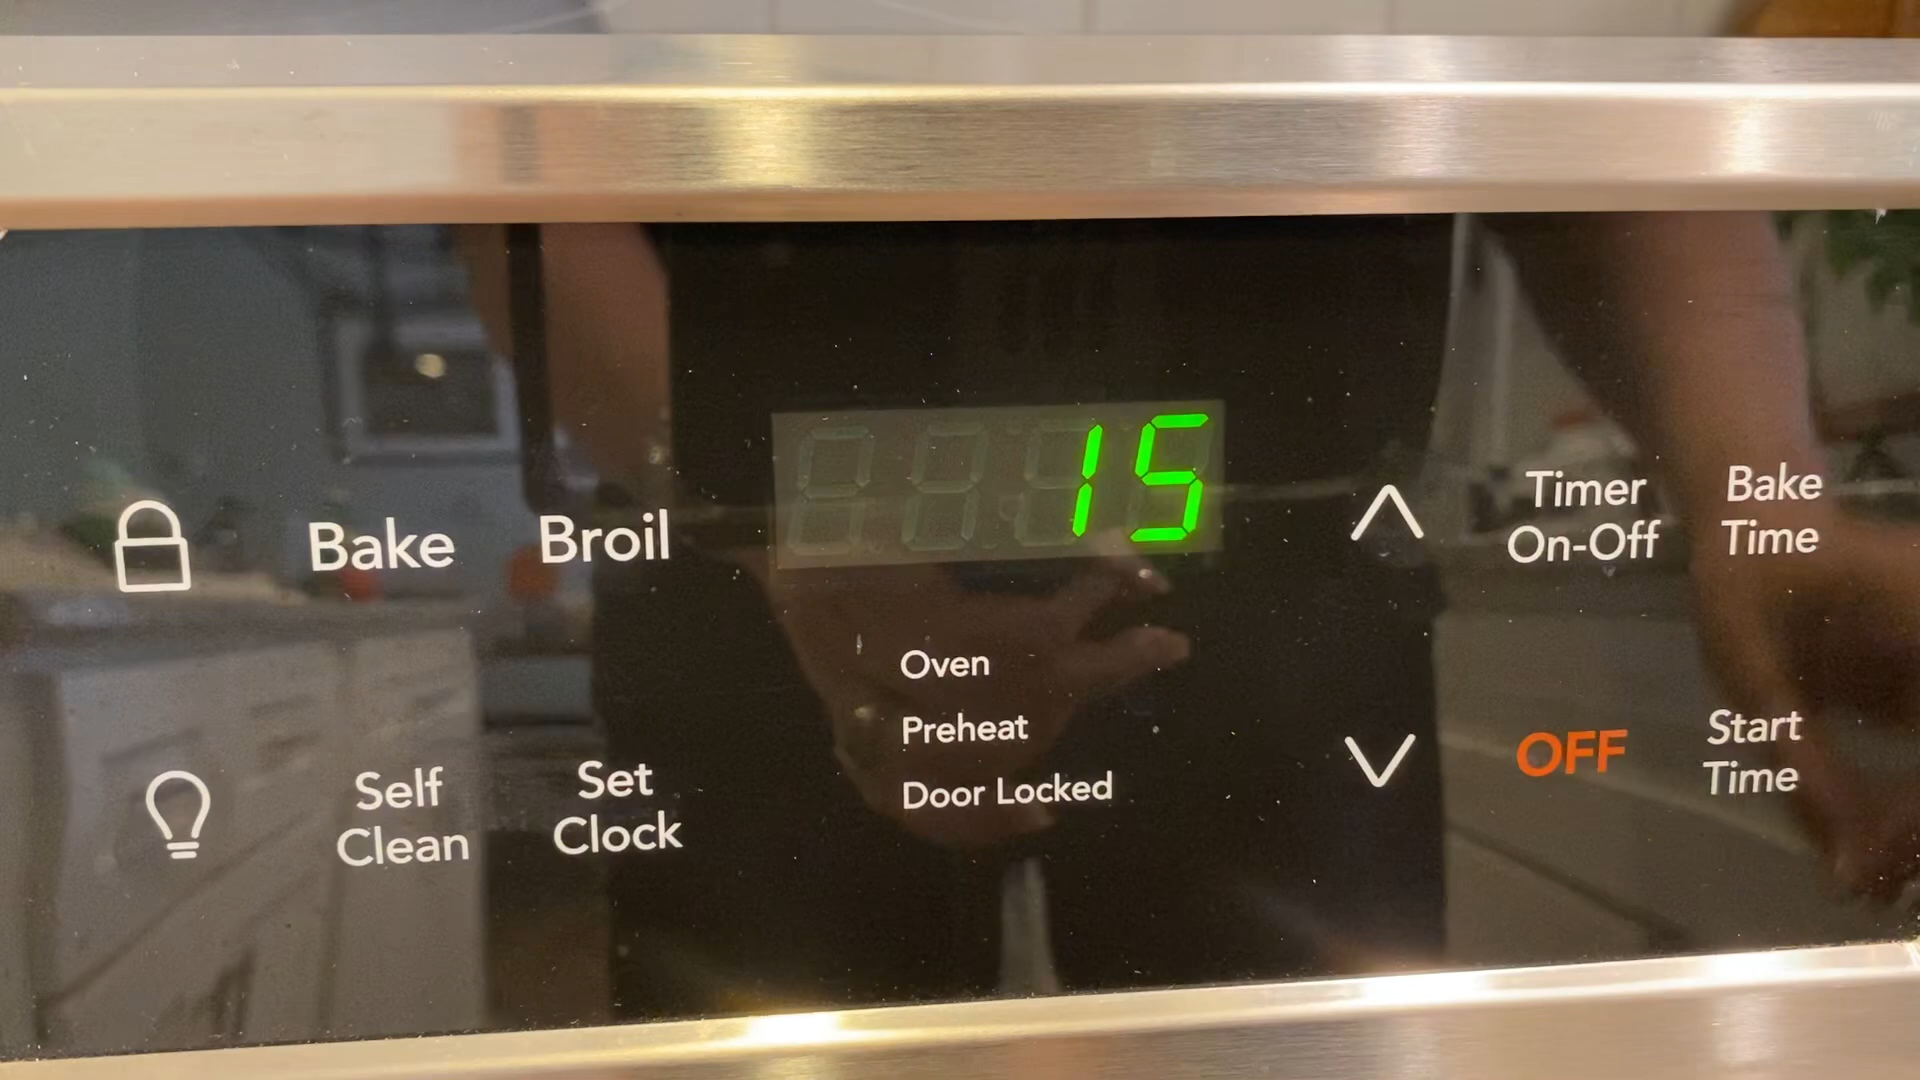 15
Bake
Broil
Timer
On-Off
Bake
Time
Oven
Preheat
Door Locked
Self
Clean
Set
Clock
OFF
Start
Time